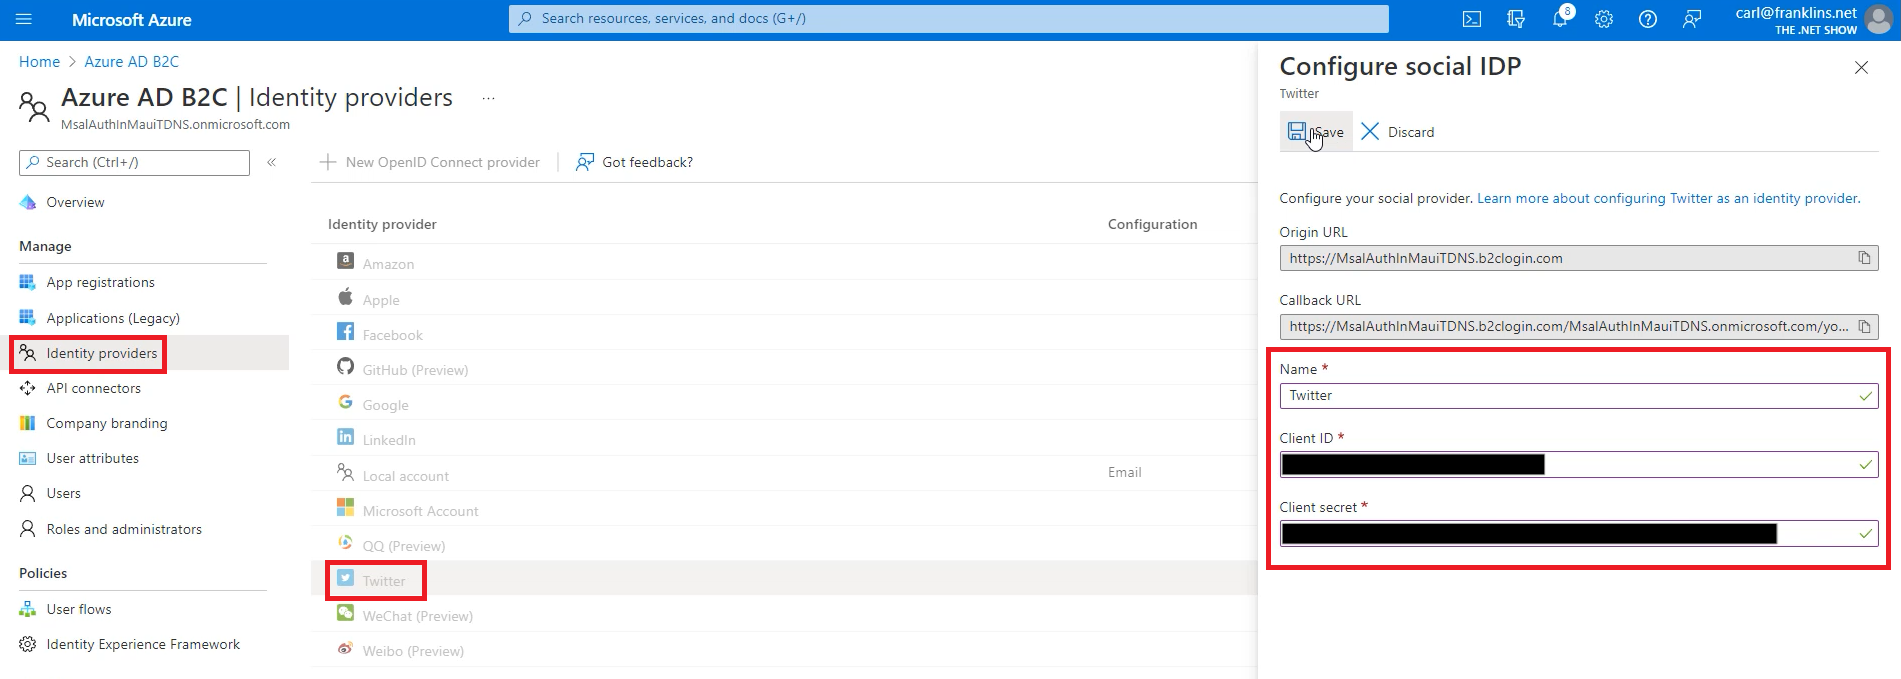 Microsoft Azure
Search resources, services, and docs (G+/)
8
carl@franklins.net
THE .NET SHOW
Home > Azure AD B2C
Azure AD B2C | Identity providers ...
MsalAuthInMauiTDNS.onmicrosoft.com
Search (Ctrl+/)
«
Overview
Manage
App registrations
Applications (Legacy)
Identity providers
API connectors
Company branding
User attributes
Users
Roles and administrators
Policies
User flows
Identity Experience Framework
New OpenID Connect provider
Got feedback?
Identity provider Configuration
Amazon
Apple
Facebook
GitHub (Preview)
Google
LinkedIn
Local account Email
Microsoft Account
QQ (Preview)
Twitter
WeChat (Preview)
Weibo (Preview)
Configure social IDP
Twitter
Save Discard
Configure your social provider. Learn more about configuring Twitter as an identity provider.
Origin URL
https://MsalAuthInMauiTDNS.b2clogin.com
Callback URL
https://MsalAuthInMauiTDNS.b2clogin.com/MsalAuthInMauiTDNS.onmicrosoft.com/yo...
Name *
Twitter
Client ID *
Client secret *